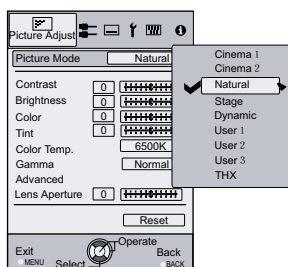 Picture Adjust
Picture Mode Natural
Contrast 0
Brightness 0
Color 0
Tint 0
Color Temp. 6500K
Gamma Normal
Advanced
Lens Aperture 0
Reset
Cinema 1
Cinema 2
Natural
Stage
Dynamic
User 1
User 2
User 3
THX
Operate
Exit Back
MENU Select BACK